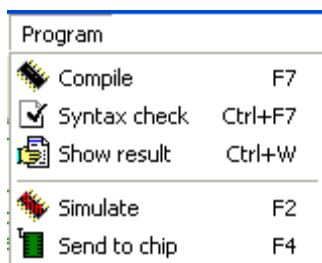 Program
Compile F7
Syntax check Ctrl+F7
Show result Ctrl+W
Simulate F2
Send to chip F4